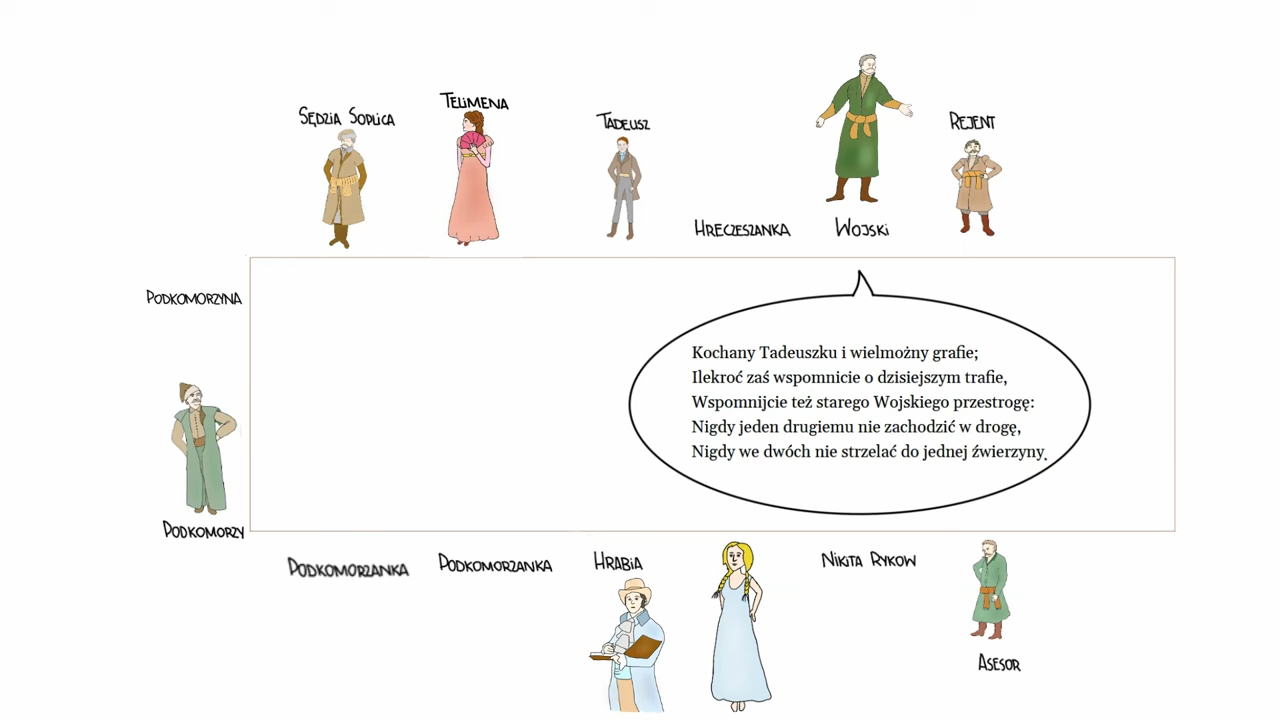 Sędzia Soplica
Telimena
Tadeusz
Hreczeszanka
Wojski
Rejent
Podkomorzyna
Kochany Tadeuszku i wielmożny grafie;
Ilekroć zaś wspomnicie o dzisiejszym trafie,
Wspomnijcie też starego Wojskiego przestrogę:
Nigdy jeden drugiemu nie zachodzić w drogę,
Nigdy we dwóch nie strzelać do jednej źwierzyny.
Podkomorzy
Podkomorzanka
Podkomorzanka
Hrabia
Nikita Rykow
Asesor